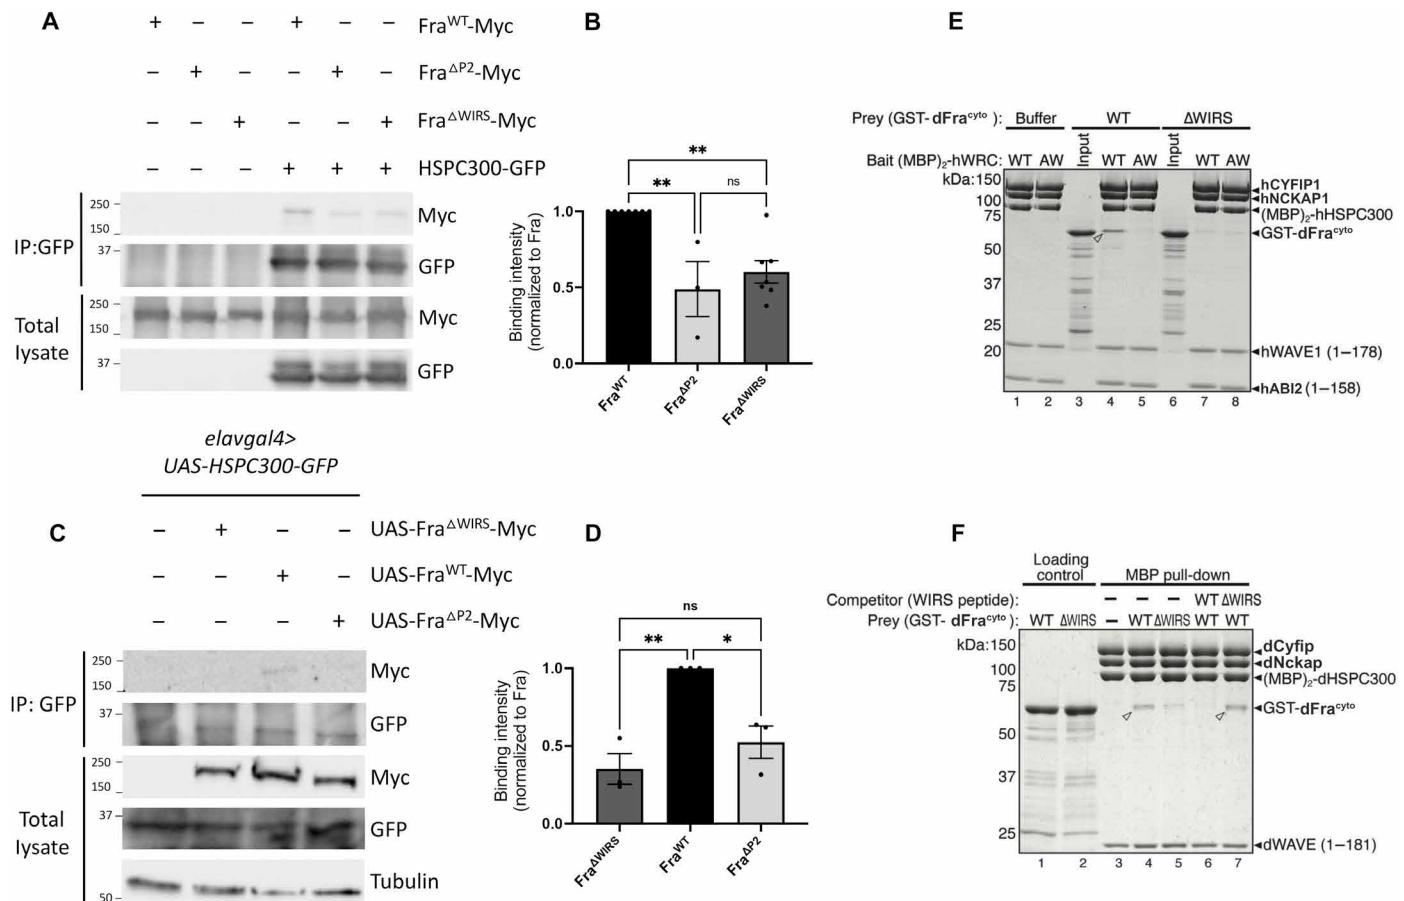 A
+ – – + – – Fra^WT-Myc
– + – – + – Fra^△P2-Myc
– – + – – + Fra^△WIRS-Myc
– – – + + + HSPC300-GFP
IP:GFP
250
150
Myc
37
GFP
Total
lysate
250
150
Myc
37
GFP
B
**
**
ns
Binding intensity
(normalized to Fra)
1.0
0.5
0.0
Fra^WT
Fra^ΔP2
Fra^ΔWIRS
E
Prey (GST-dFra^cyto ): Buffer WT ΔWIRS
Bait (MBP)₂-hWRC: WT AW Input WT AW Input WT AW
kDa:150
100
75
50
37
25
20
hCYFIP1
hNCKAP1
(MBP)₂-hHSPC300
GST-dFra^cyto
hWAVE1 (1–178)
hABI2 (1–158)
1 2 3 4 5 6 7 8
C
elavgal4>
UAS-HSPC300-GFP
– + – – UAS-Fra^△WIRS-Myc
– – + – UAS-Fra^WT-Myc
– – – + UAS-Fra^△P2-Myc
IP: GFP
250
150
Myc
37
GFP
Total
lysate
250
150
Myc
37
GFP
50
Tubulin
D
ns
**
*
Binding intensity
(normalized to Fra)
1.0
0.5
0.0
Fra^ΔWIRS
Fra^WT
Fra^ΔP2
F
Loading
control
MBP pull-down
Competitor (WIRS peptide): – – – WT ΔWIRS
Prey (GST- dFra^cyto ): WT ΔWIRS – WT ΔWIRS WT WT
kDa:150
100
75
50
37
25
dCyfip
dNckap
(MBP)₂-dHSPC300
GST-dFra^cyto
dWAVE (1–181)
1 2 3 4 5 6 7